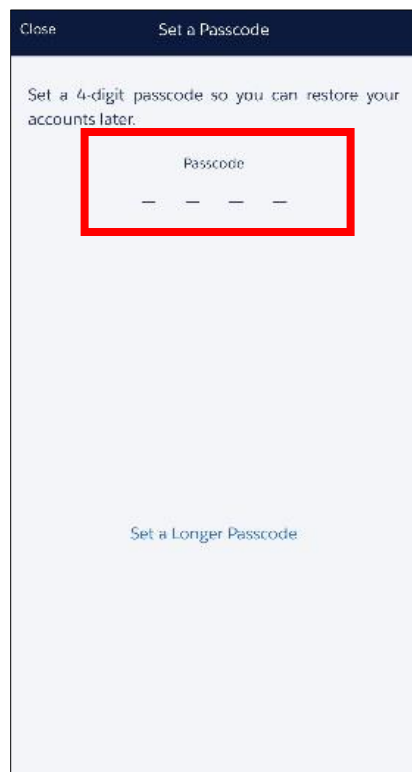 Close Set a Passcode
Set a 4-digit passcode so you can restore your
accounts later.
Passcode
Set a Longer Passcode